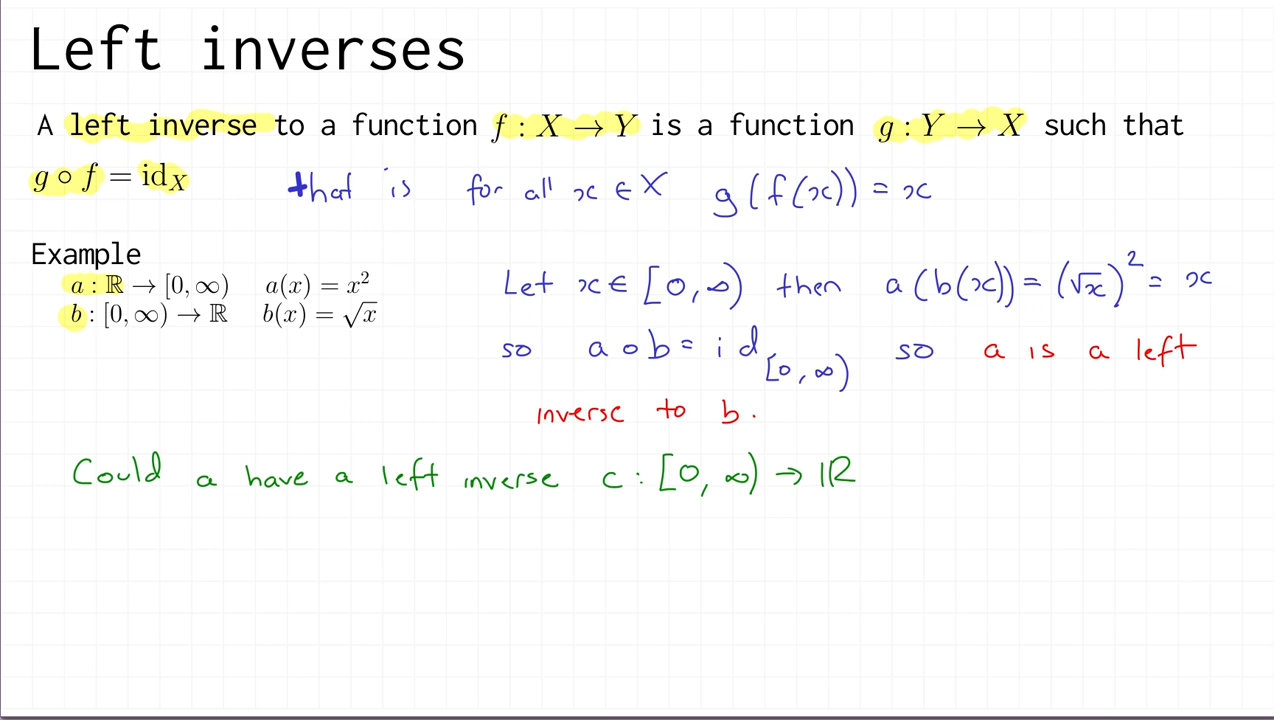 Left inverses
A left inverse to a function f : X → Y is a function g : Y → X such that
g ∘ f = id_X that is for all x ∈ X g(f(x)) = x
Example
a : ℝ → [0, ∞) a(x) = x²
b : [0, ∞) → ℝ b(x) = √x
Let x ∈ [0, ∞) then a(b(x)) = (√x)² = x
so a ∘ b = id_[0, ∞) so a is a left
inverse to b.
Could a have a left inverse c : [0, ∞) → ℝ